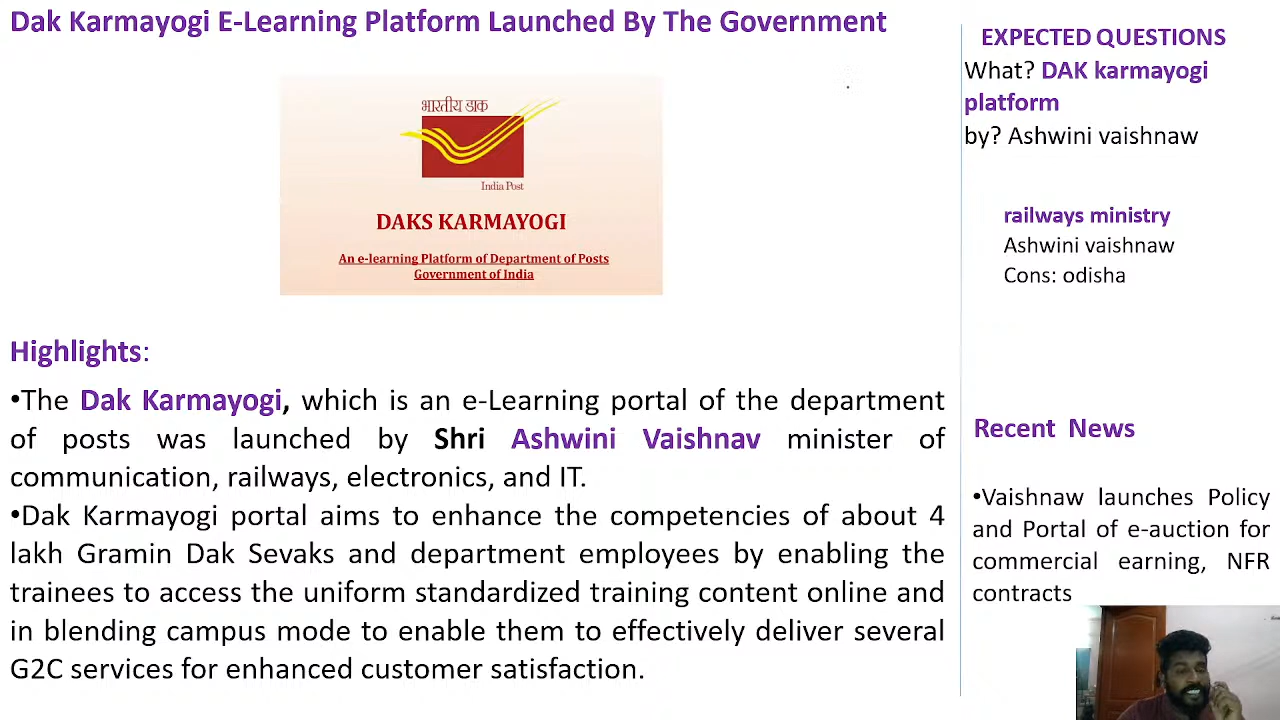 Dak Karmayogi E-Learning Platform Launched By The Government
भारतीय डाक
India Post
DAKS KARMAYOGI
An e-learning Platform of Department of Posts
Government of India
Highlights:
•The Dak Karmayogi, which is an e-Learning portal of the department
of posts was launched by Shri Ashwini Vaishnav minister of
communication, railways, electronics, and IT.
•Dak Karmayogi portal aims to enhance the competencies of about 4
lakh Gramin Dak Sevaks and department employees by enabling the
trainees to access the uniform standardized training content online and
in blending campus mode to enable them to effectively deliver several
G2C services for enhanced customer satisfaction.
EXPECTED QUESTIONS
What? DAK karmayogi
platform
by? Ashwini vaishnaw
railways ministry
Ashwini vaishnaw
Cons: odisha
Recent News
•Vaishnaw launches Policy
and Portal of e-auction for
commercial earning, NFR
contracts